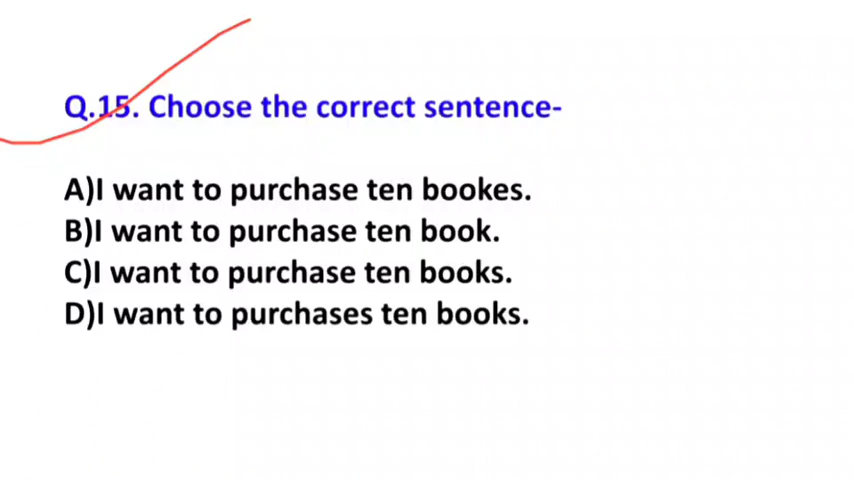 Q.15. Choose the correct sentence-
A)I want to purchase ten bookes.
B)I want to purchase ten book.
C)I want to purchase ten books.
D)I want to purchases ten books.